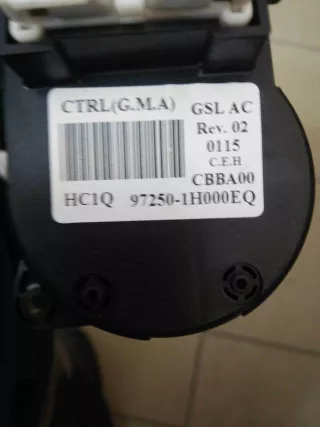 CTRL(G.M.A) GSL AC
Rev. 02
0115
C.E.H
CBBA00
HC1Q 97250-1H000EQ